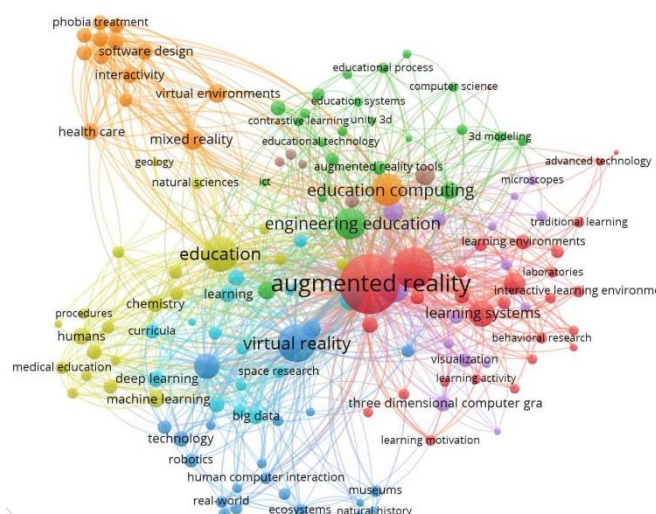 phobia treatment
software design
interactivity
virtual environments
health care
mixed reality
geology
natural sciences
educational process
computer science
education systems
contrastive learning
unity 3d
educational technology
3d modeling
augmented reality tools
ict
education computing
advanced technology
microscopes
engineering education
traditional learning
learning environments
education
laboratories
augmented reality
interactive learning environme
learning
chemistry
learning systems
procedures
humans
curricula
virtual reality
behavioral research
visualization
medical education
deep learning
space research
learning activity
machine learning
three dimensional computer gra
big data
technology
learning motivation
robotics
human computer interaction
museums
real-world
ecosystems
natural history